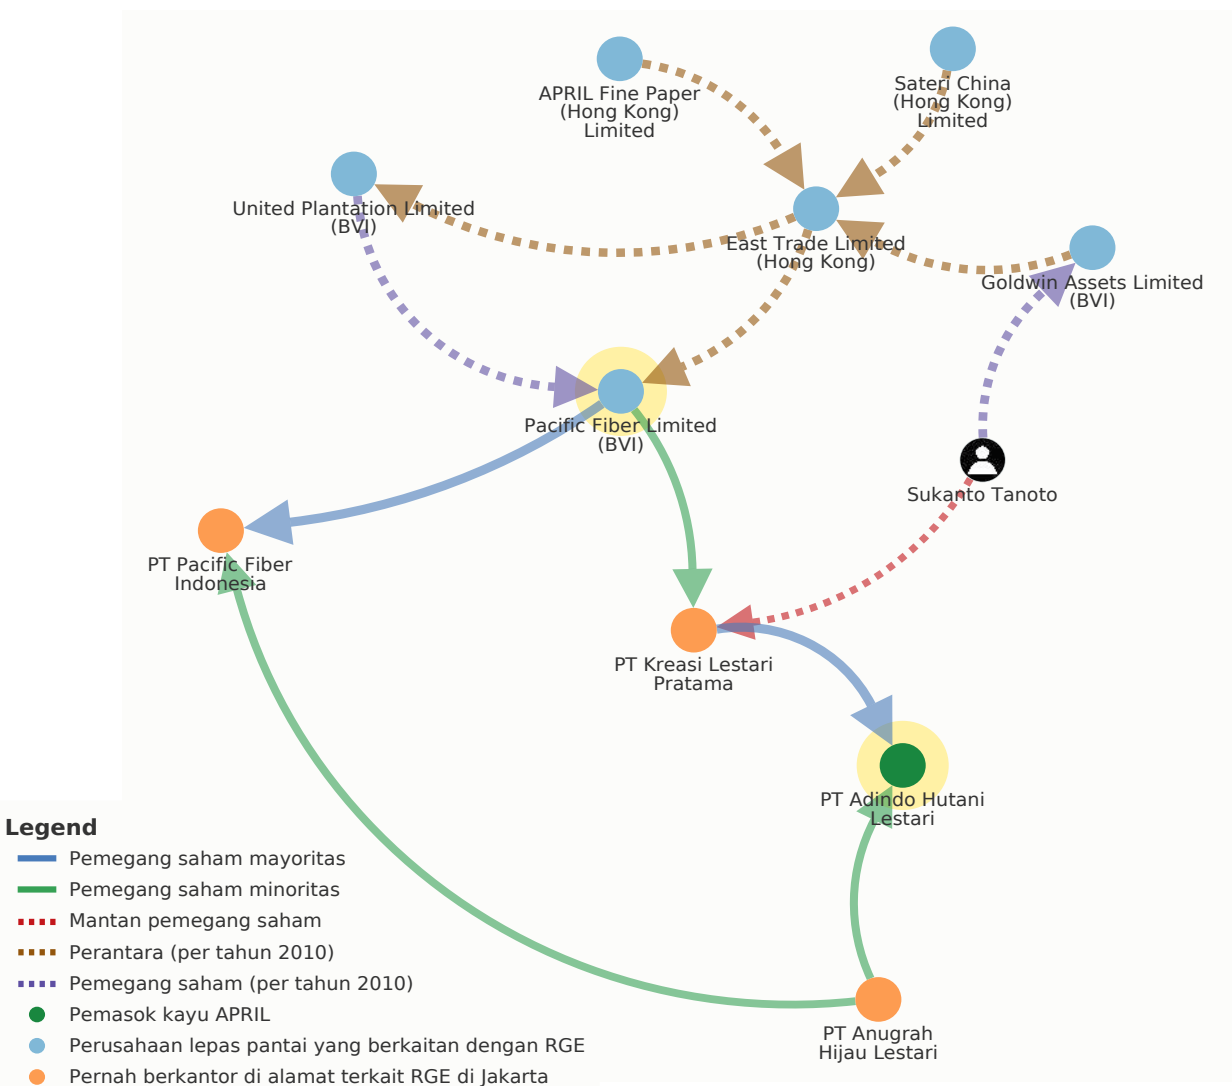 APRIL Fine Paper
(Hong Kong)
Limited
Sateri China
(Hong Kong)
Limited
United Plantation Limited
(BVI)
East Trade Limited
(Hong Kong)
Goldwin Assets Limited
(BVI)
Pacific Fiber Limited
(BVI)
Sukanto Tanoto
PT Pacific Fiber
Indonesia
PT Kreasi Lestari
Pratama
PT Adindo Hutani
Lestari
PT Anugrah
Hijau Lestari
Legend
Pemegang saham mayoritas
Pemegang saham minoritas
Mantan pemegang saham
Perantara (per tahun 2010)
Pemegang saham (per tahun 2010)
Pemasok kayu APRIL
Perusahaan lepas pantai yang berkaitan dengan RGE
Pernah berkantor di alamat terkait RGE di Jakarta